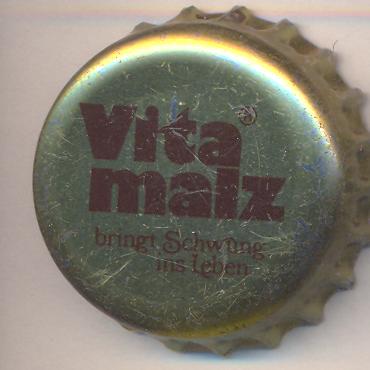 Vita®
malz
bringt Schwung
ins Leben